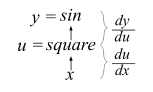 y = sin
dy
du
u = square
du
dx
x